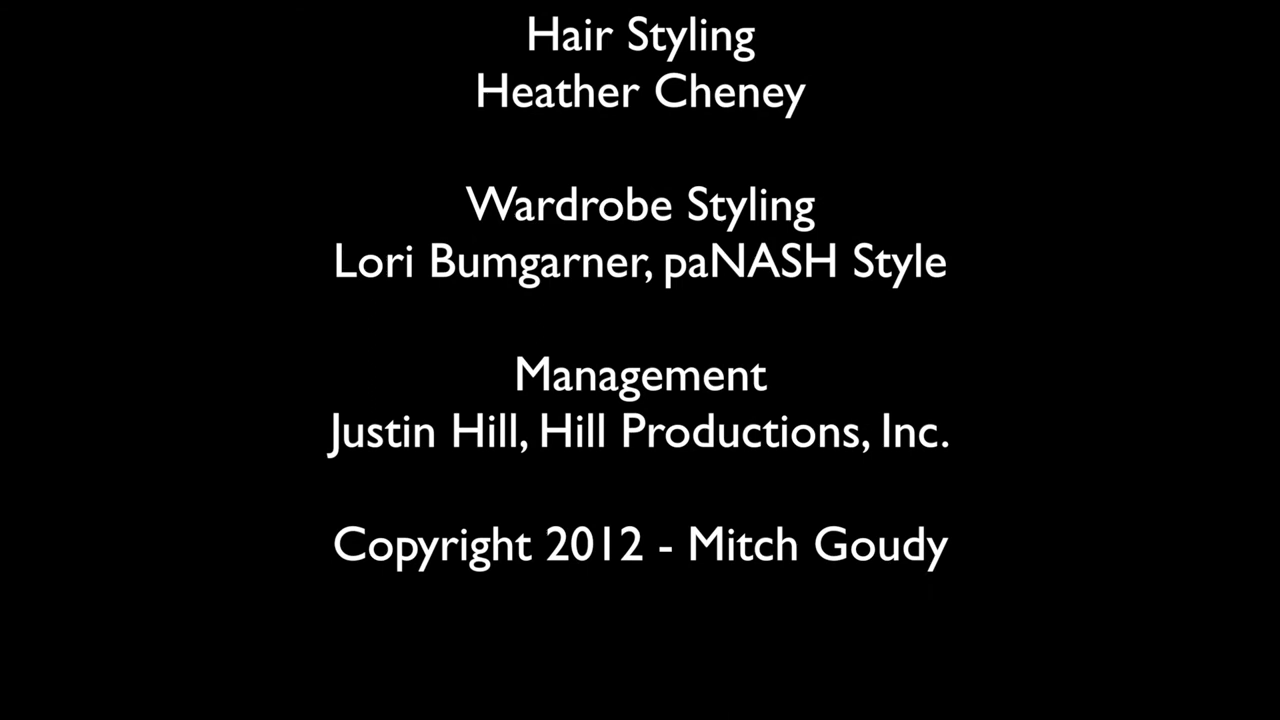 Hair Styling
Heather Cheney
Wardrobe Styling
Lori Bumgarner, paNASH Style
Management
Justin Hill, Hill Productions, Inc.
Copyright 2012 - Mitch Goudy